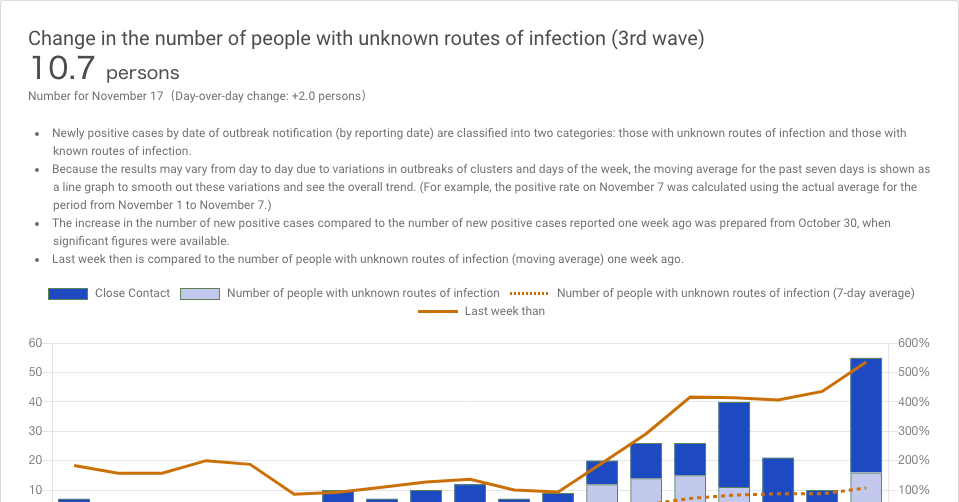 Change in the number of people with unknown routes of infection (3rd wave)
10.7 persons
Number for November 17（Day-over-day change: +2.0 persons）
• Newly positive cases by date of outbreak notification (by reporting date) are classified into two categories: those with unknown routes of infection and those with
known routes of infection.
• Because the results may vary from day to day due to variations in outbreaks of clusters and days of the week, the moving average for the past seven days is shown as
a line graph to smooth out these variations and see the overall trend. (For example, the positive rate on November 7 was calculated using the actual average for the
period from November 1 to November 7.)
• The increase in the number of new positive cases compared to the number of new positive cases reported one week ago was prepared from October 30, when
significant figures were available.
• Last week then is compared to the number of people with unknown routes of infection (moving average) one week ago.
Close Contact Number of people with unknown routes of infection Number of people with unknown routes of infection (7-day average)
Last week than
60 600%
50 500%
40 400%
30 300%
20 200%
10 100%